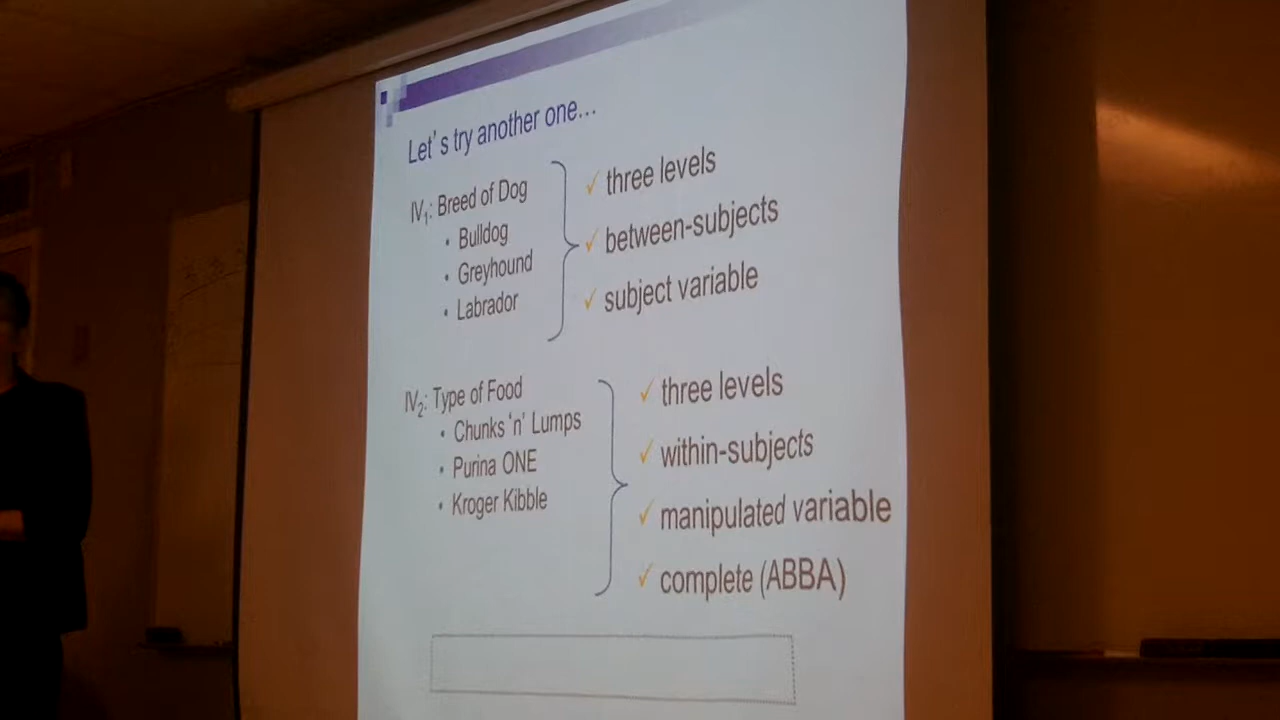 Let's try another one...
IV1: Breed of Dog
• Bulldog
• Greyhound
• Labrador
✓ three levels
✓ between-subjects
✓ subject variable
IV2: Type of Food
• Chunks 'n' Lumps
• Purina ONE
• Kroger Kibble
✓ three levels
✓ within-subjects
✓ manipulated variable
✓ complete (ABBA)